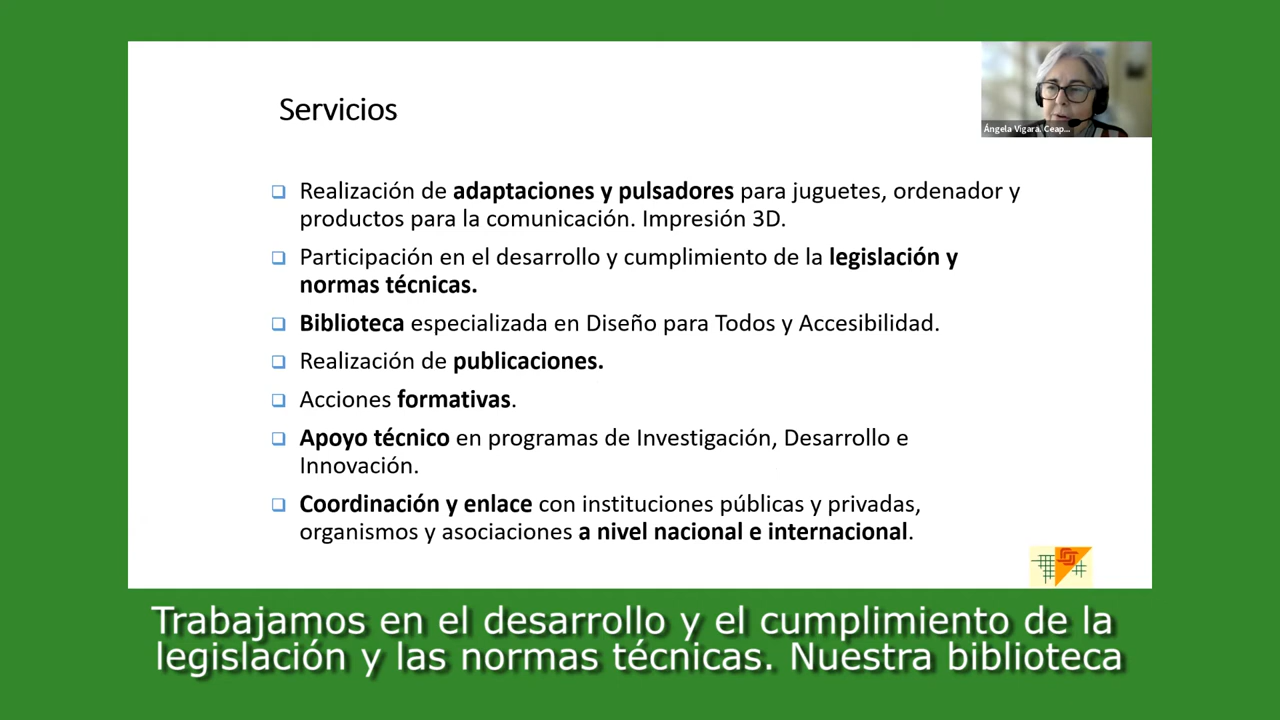 Servicios
Ángela Vigara. Ceap...
Realización de adaptaciones y pulsadores para juguetes, ordenador y
productos para la comunicación. Impresión 3D.
Participación en el desarrollo y cumplimiento de la legislación y
normas técnicas.
Biblioteca especializada en Diseño para Todos y Accesibilidad.
Realización de publicaciones.
Acciones formativas.
Apoyo técnico en programas de Investigación, Desarrollo e
Innovación.
Coordinación y enlace con instituciones públicas y privadas,
organismos y asociaciones a nivel nacional e internacional.
Trabajamos en el desarrollo y el cumplimiento de la
legislación y las normas técnicas. Nuestra biblioteca